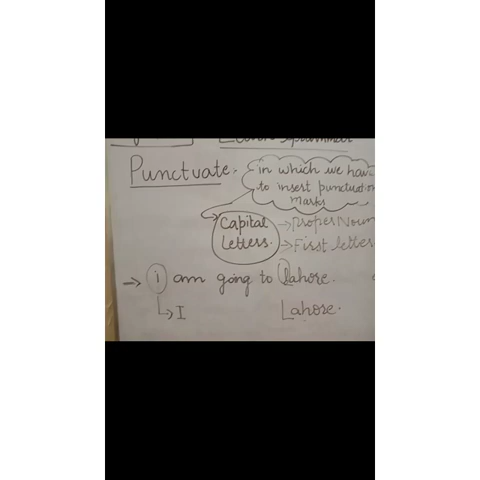 Punctuate.
in which we hav
to insert punctuation
marks
Capital
Letters.
→ Proper Noun
→ First letter
→ i am going to lahore.
↳ I
Lahore.